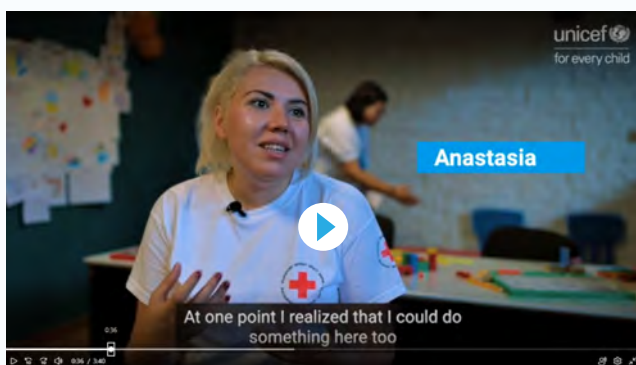 unicef
for every child
Anastasia
At one point I realized that I could do
something here too
0:36
0:36 / 3:40